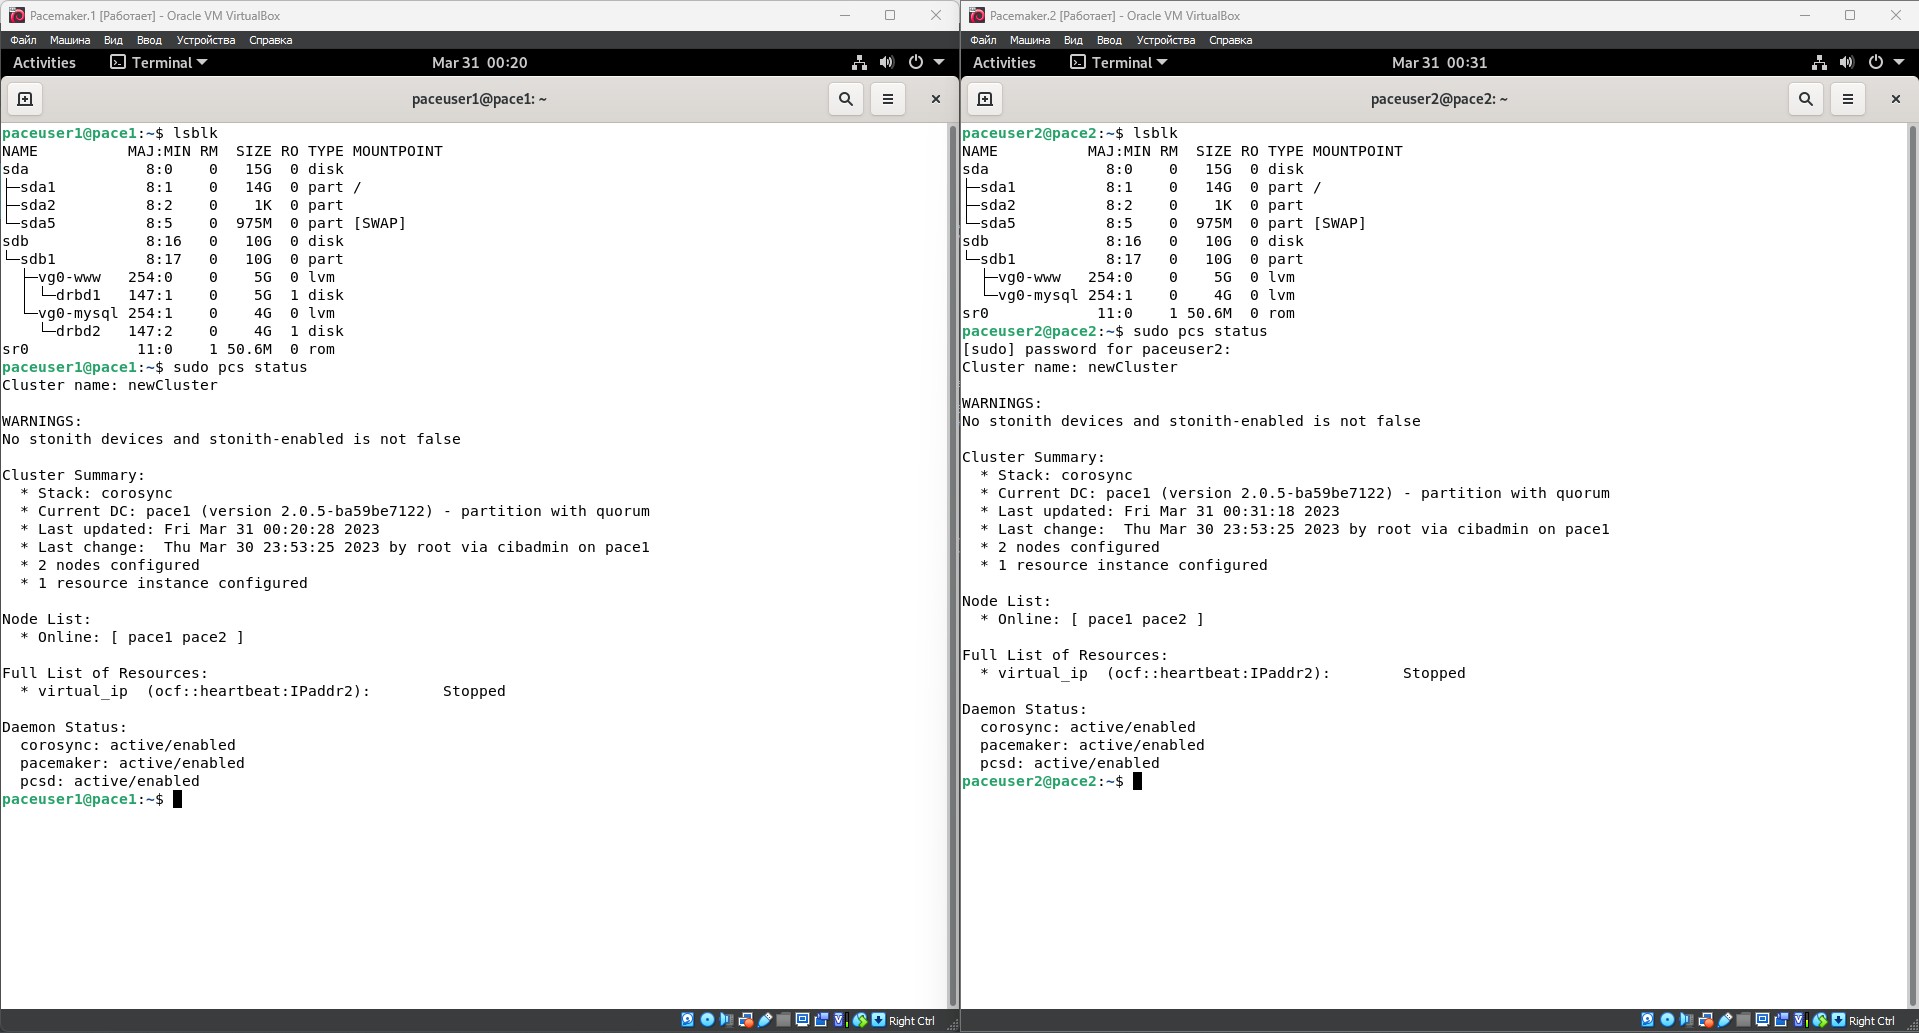 Pacemaker.1 [Работает] - Oracle VM VirtualBox
Файл Машина Вид Ввод Устройства Справка
Activities Terminal Mar 31 00:20
paceuser1@pace1: ~
paceuser1@pace1:~$ lsblk
NAME          MAJ:MIN RM  SIZE RO TYPE MOUNTPOINT
sda             8:0    0   15G  0 disk
├─sda1          8:1    0   14G  0 part /
├─sda2          8:2    0    1K  0 part
└─sda5          8:5    0  975M  0 part [SWAP]
sdb             8:16   0   10G  0 disk
└─sdb1          8:17   0   10G  0 part
  ├─vg0-www   254:0    0    5G  0 lvm
  │ └─drbd1   147:1    0    5G  1 disk
  └─vg0-mysql 254:1    0    4G  0 lvm
    └─drbd2   147:2    0    4G  1 disk
sr0            11:0    1 50.6M  0 rom
paceuser1@pace1:~$ sudo pcs status
Cluster name: newCluster
WARNINGS:
No stonith devices and stonith-enabled is not false
Cluster Summary:
  * Stack: corosync
  * Current DC: pace1 (version 2.0.5-ba59be7122) - partition with quorum
  * Last updated: Fri Mar 31 00:20:28 2023
  * Last change:  Thu Mar 30 23:53:25 2023 by root via cibadmin on pace1
  * 2 nodes configured
  * 1 resource instance configured
Node List:
  * Online: [ pace1 pace2 ]
Full List of Resources:
  * virtual_ip  (ocf::heartbeat:IPaddr2):        Stopped
Daemon Status:
  corosync: active/enabled
  pacemaker: active/enabled
  pcsd: active/enabled
paceuser1@pace1:~$
Right Ctrl
Pacemaker.2 [Работает] - Oracle VM VirtualBox
Файл Машина Вид Ввод Устройства Справка
Activities Terminal Mar 31 00:31
paceuser2@pace2: ~
paceuser2@pace2:~$ lsblk
NAME          MAJ:MIN RM  SIZE RO TYPE MOUNTPOINT
sda             8:0    0   15G  0 disk
├─sda1          8:1    0   14G  0 part /
├─sda2          8:2    0    1K  0 part
└─sda5          8:5    0  975M  0 part [SWAP]
sdb             8:16   0   10G  0 disk
└─sdb1          8:17   0   10G  0 part
  ├─vg0-www   254:0    0    5G  0 lvm
  └─vg0-mysql 254:1    0    4G  0 lvm
sr0            11:0    1 50.6M  0 rom
paceuser2@pace2:~$ sudo pcs status
[sudo] password for paceuser2:
Cluster name: newCluster
WARNINGS:
No stonith devices and stonith-enabled is not false
Cluster Summary:
  * Stack: corosync
  * Current DC: pace1 (version 2.0.5-ba59be7122) - partition with quorum
  * Last updated: Fri Mar 31 00:31:18 2023
  * Last change:  Thu Mar 30 23:53:25 2023 by root via cibadmin on pace1
  * 2 nodes configured
  * 1 resource instance configured
Node List:
  * Online: [ pace1 pace2 ]
Full List of Resources:
  * virtual_ip  (ocf::heartbeat:IPaddr2):        Stopped
Daemon Status:
  corosync: active/enabled
  pacemaker: active/enabled
  pcsd: active/enabled
paceuser2@pace2:~$
Right Ctrl